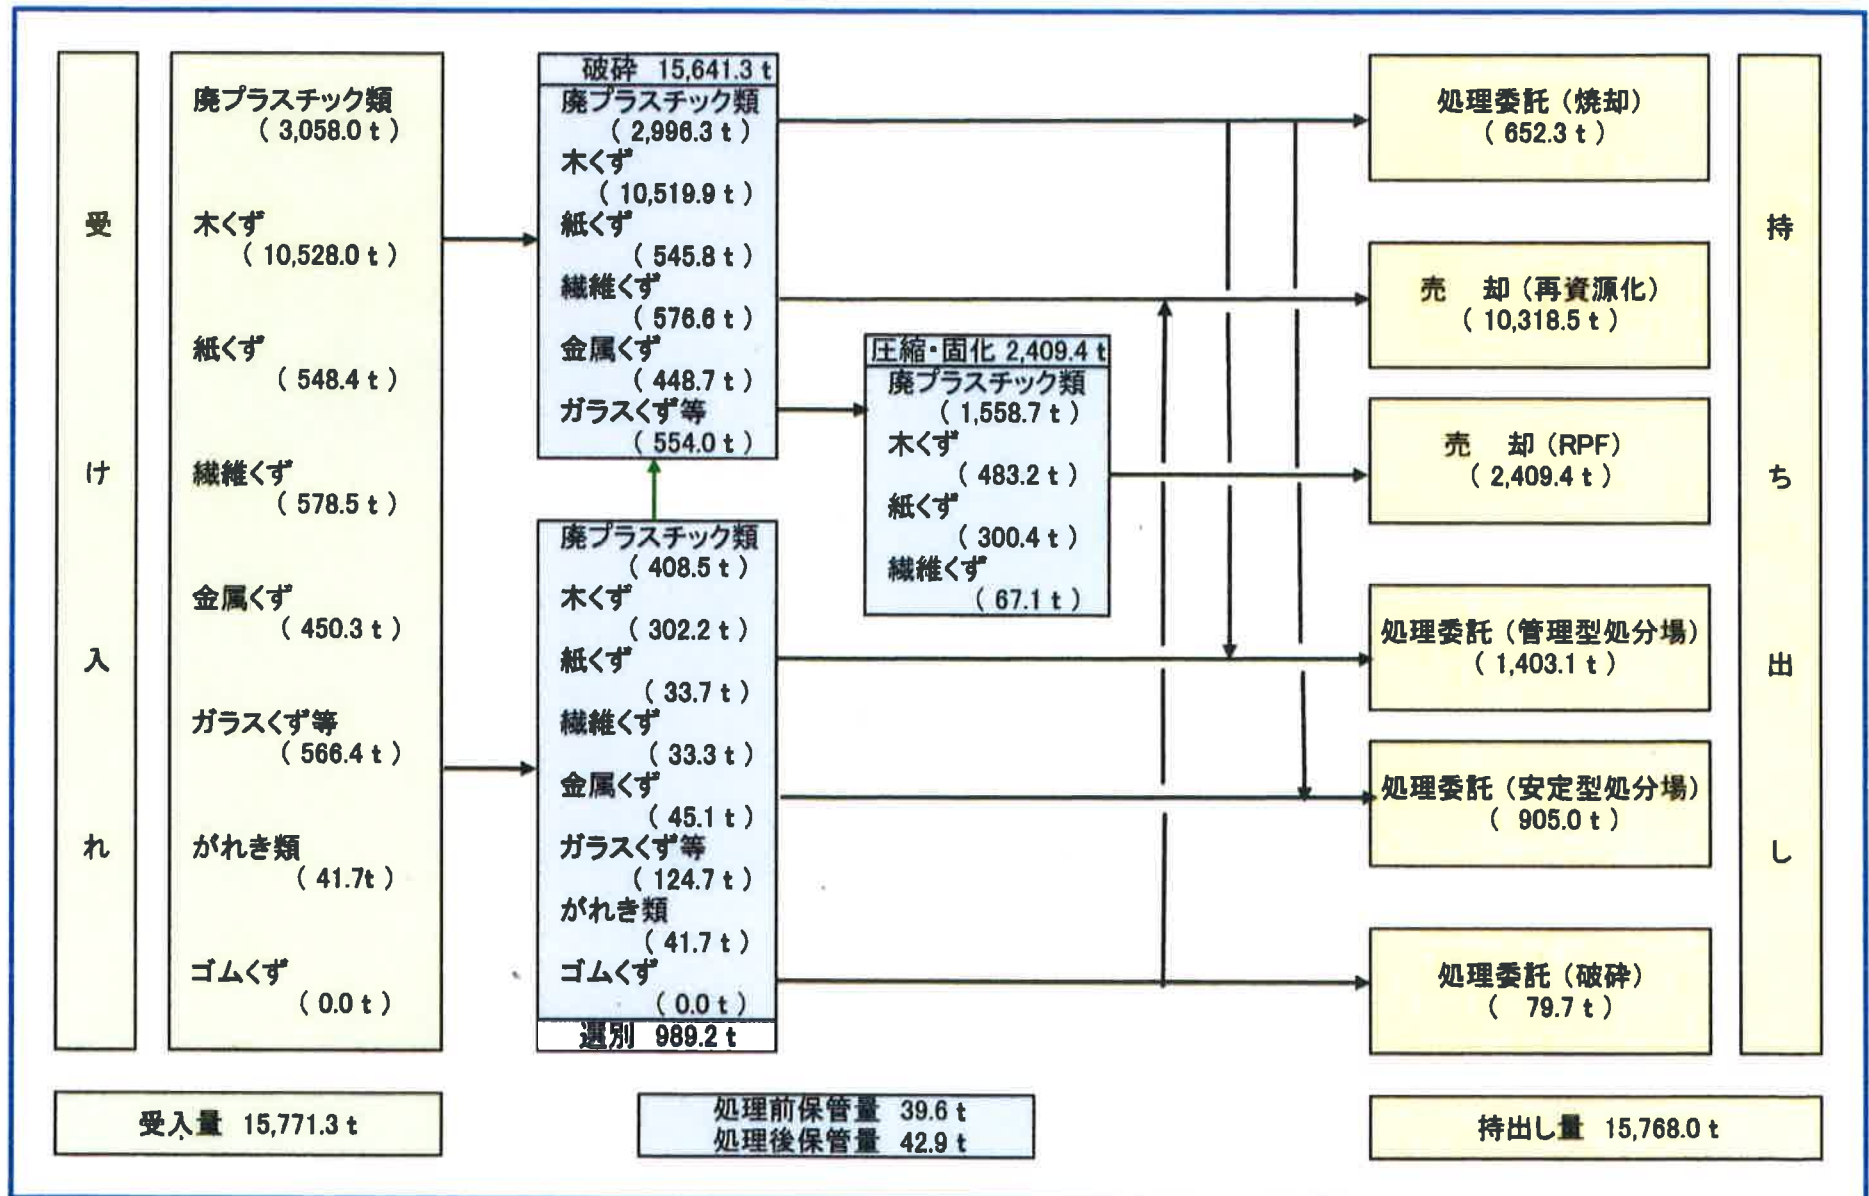 受け入れ
廃プラスチック類
( 3,058.0 t )
木くず
( 10,528.0 t )
紙くず
( 548.4 t )
繊維くず
( 578.5 t )
金属くず
( 450.3 t )
ガラスくず等
( 566.4 t )
がれき類
( 41.7t )
ゴムくず
( 0.0 t )
受入量 15,771.3 t
破砕 15,641.3 t
廃プラスチック類
( 2,996.3 t )
木くず
( 10,519.9 t )
紙くず
( 545.8 t )
繊維くず
( 576.6 t )
金属くず
( 448.7 t )
ガラスくず等
( 554.0 t )
廃プラスチック類
( 408.5 t )
木くず
( 302.2 t )
紙くず
( 33.7 t )
繊維くず
( 33.3 t )
金属くず
( 45.1 t )
ガラスくず等
( 124.7 t )
がれき類
( 41.7 t )
ゴムくず
( 0.0 t )
選別 989.2 t
圧縮・固化 2,409.4 t
廃プラスチック類
( 1,558.7 t )
木くず
( 483.2 t )
紙くず
( 300.4 t )
繊維くず
( 67.1 t )
処理前保管量 39.6 t
処理後保管量 42.9 t
処理委託（焼却）
( 652.3 t )
売 却（再資源化）
( 10,318.5 t )
売 却（RPF）
( 2,409.4 t )
処理委託（管理型処分場）
( 1,403.1 t )
処理委託（安定型処分場）
( 905.0 t )
処理委託（破砕）
( 79.7 t )
持ち出し
持出し量 15,768.0 t